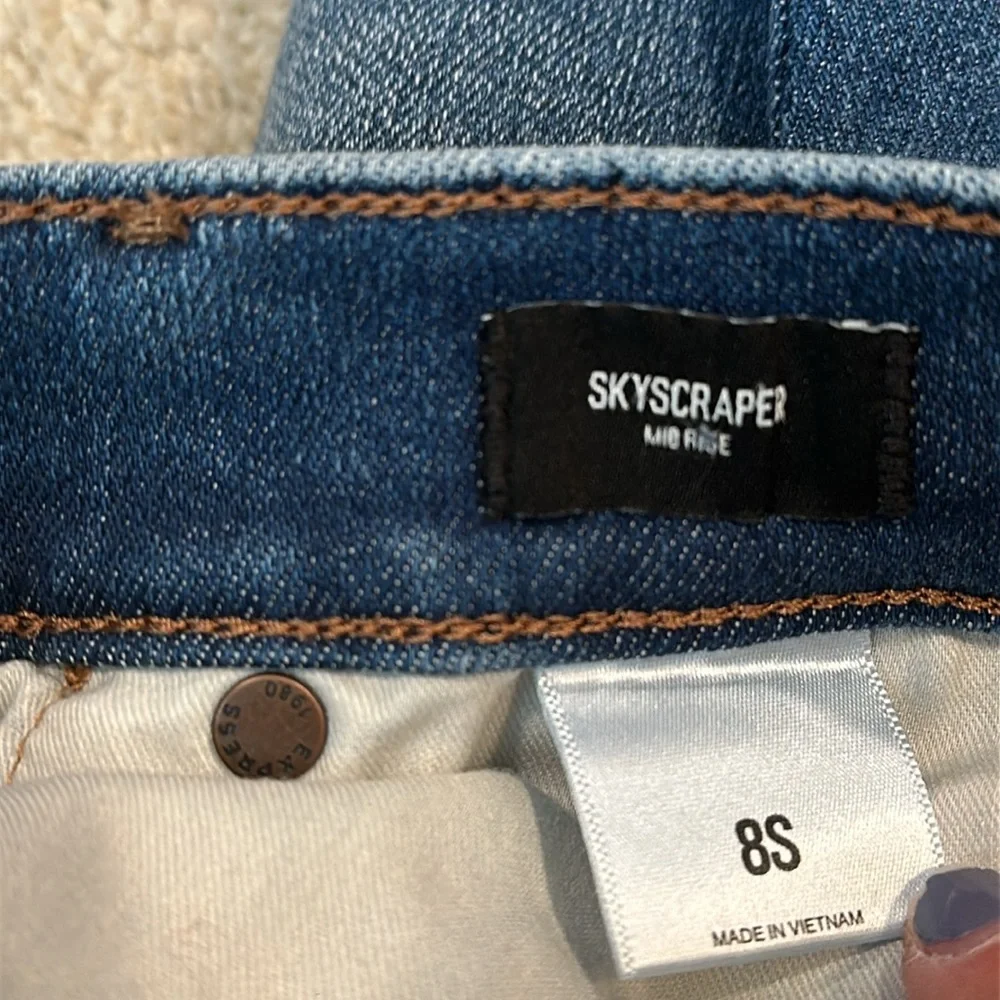 SKYSCRAPER
MID RISE
EXPRESS
1980
8S
MADE IN VIETNAM